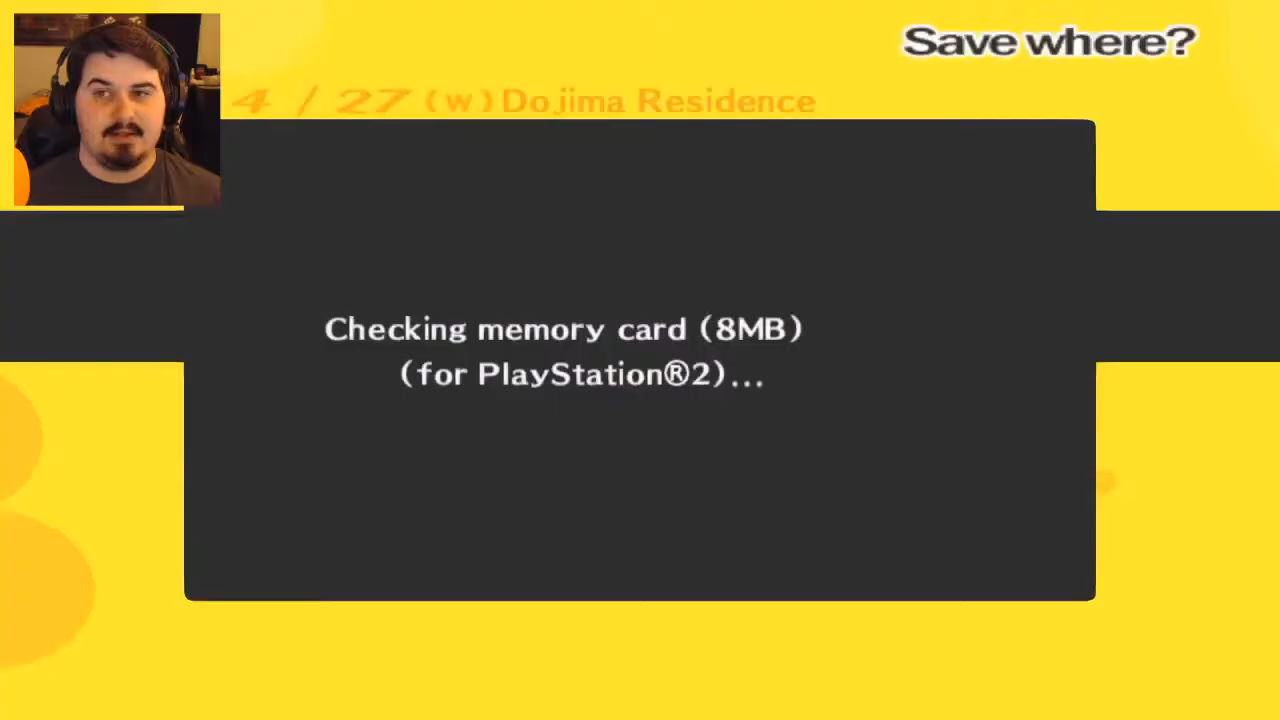 Save where?
4 / 27 (w) Dojima Residence
Checking memory card (8MB)
(for PlayStation®2)...